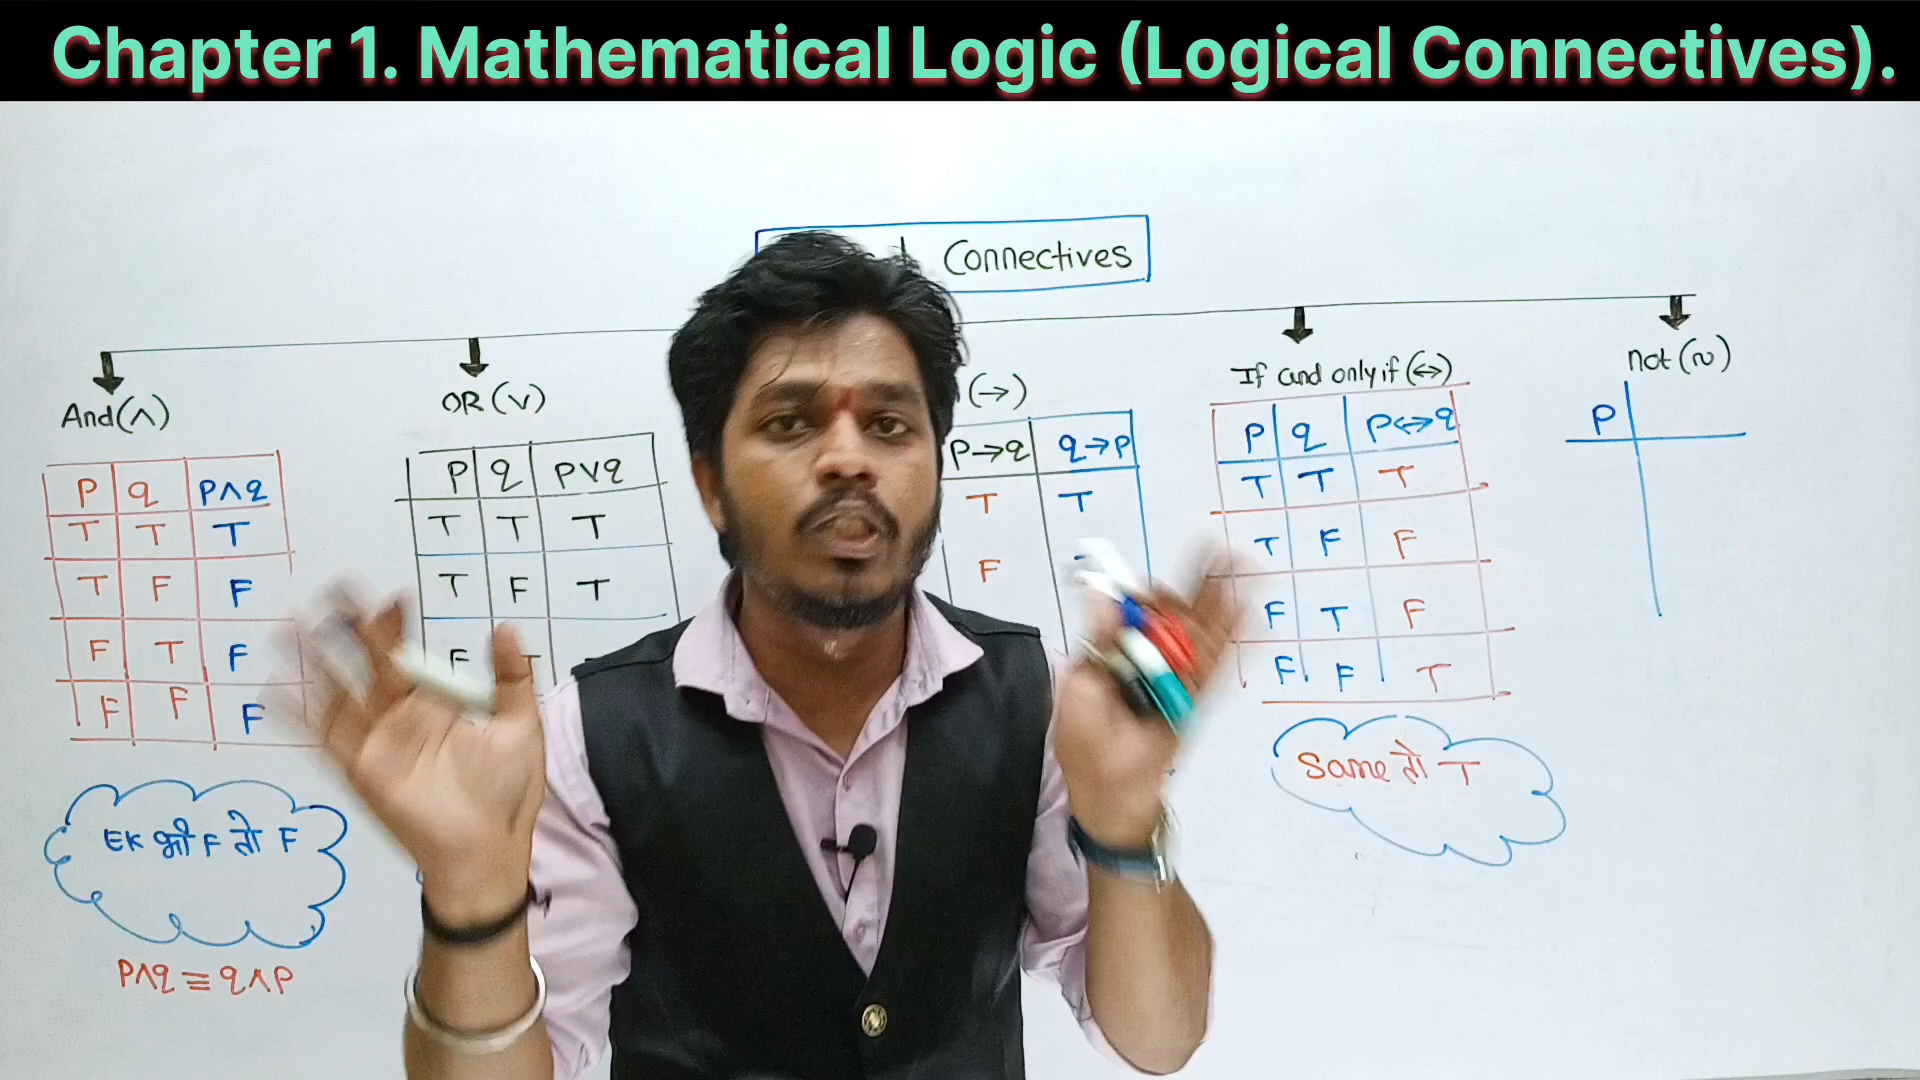 Chapter 1. Mathematical Logic (Logical Connectives).
Connectives
And (∧)
P q P∧q
T T T
T F F
F T F
F F F
EK भी F तो F
P∧q ≡ q∧P
OR (∨)
P q P∨q
T T T
T F T
F T
(→)
P→q q→P
T T
F
If and only if (↔)
P q P↔q
T T T
T F F
F T F
F F T
Same तो T
not (~)
P